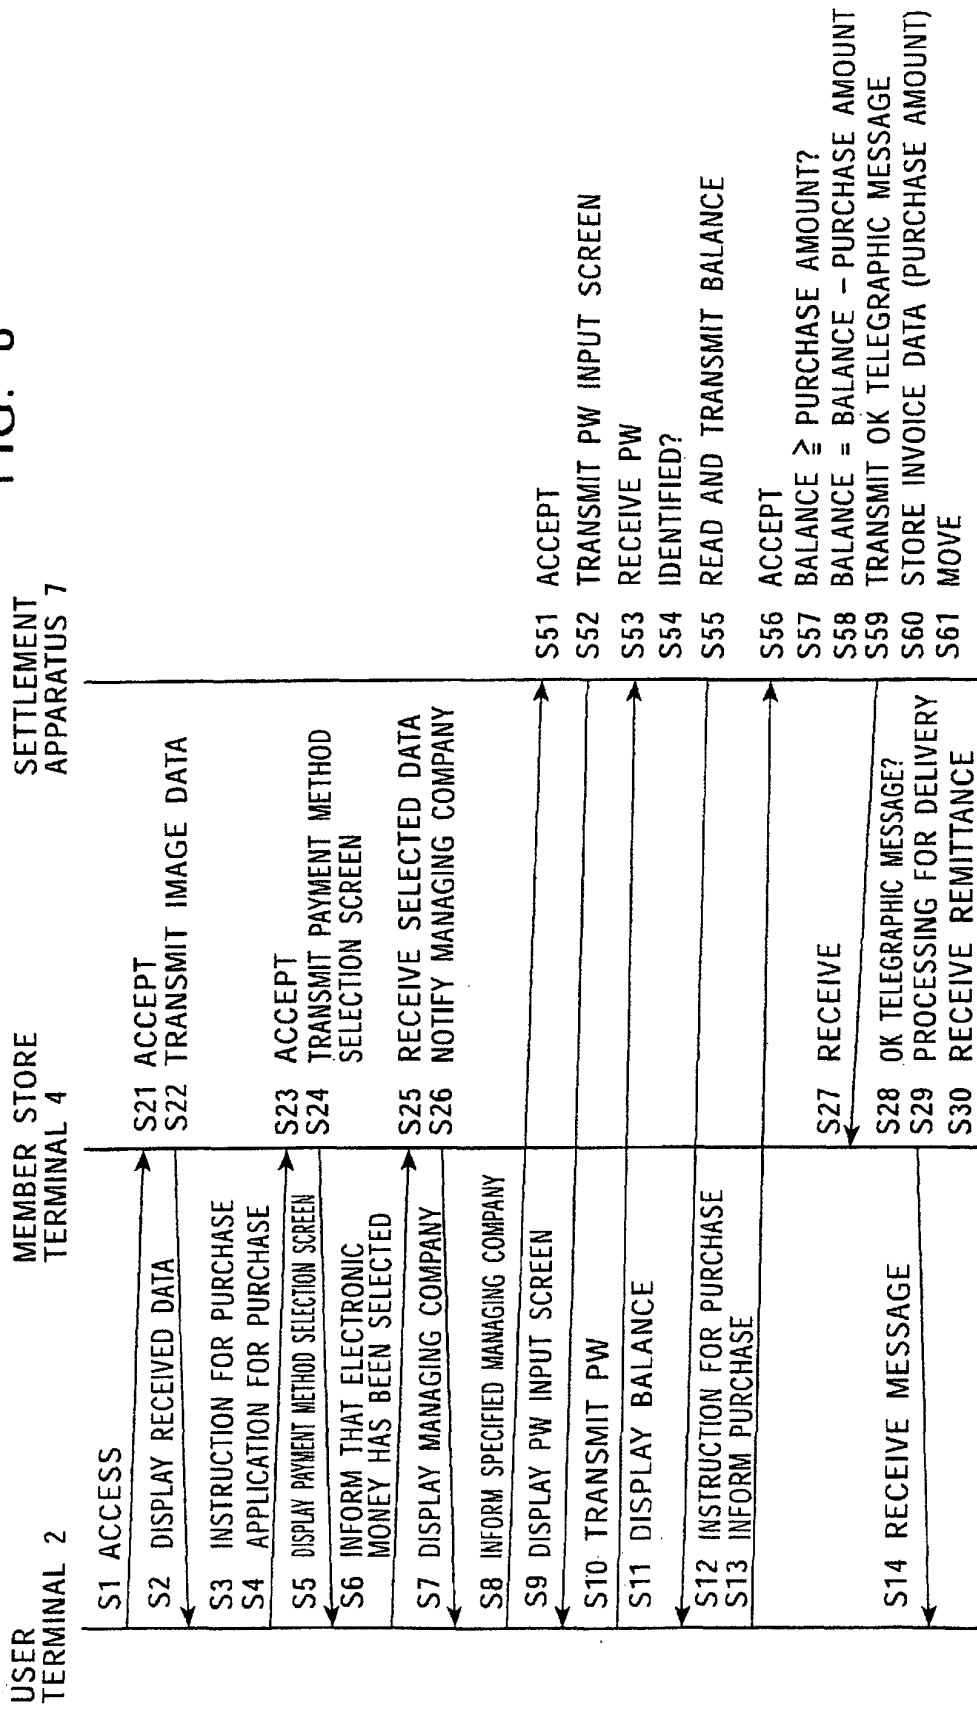 USER
TERMINAL 2
S1 ACCESS
S2 DISPLAY RECEIVED DATA
S3 INSTRUCTION FOR PURCHASE
S4 APPLICATION FOR PURCHASE
S5 DISPLAY PAYMENT METHOD SELECTION SCREEN
S6 INFORM THAT ELECTRONIC
MONEY HAS BEEN SELECTED
S7 DISPLAY MANAGING COMPANY
S8 INFORM SPECIFIED MANAGING COMPANY
S9 DISPLAY PW INPUT SCREEN
S10 TRANSMIT PW
S11 DISPLAY BALANCE
S12 INSTRUCTION FOR PURCHASE
S13 INFORM PURCHASE
S14 RECEIVE MESSAGE
MEMBER STORE
TERMINAL 4
S21 ACCEPT
S22 TRANSMIT IMAGE DATA
S23 ACCEPT
S24 TRANSMIT PAYMENT METHOD
SELECTION SCREEN
S25 RECEIVE SELECTED DATA
S26 NOTIFY MANAGING COMPANY
S27 RECEIVE
S28 OK TELEGRAPHIC MESSAGE?
S29 PROCESSING FOR DELIVERY
S30 RECEIVE REMITTANCE
SETTLEMENT
APPARATUS 7
S51 ACCEPT
S52 TRANSMIT PW INPUT SCREEN
S53 RECEIVE PW
S54 IDENTIFIED?
S55 READ AND TRANSMIT BALANCE
S56 ACCEPT
S57 BALANCE ≧ PURCHASE AMOUNT?
S58 BALANCE = BALANCE − PURCHASE AMOUNT
S59 TRANSMIT OK TELEGRAPHIC MESSAGE
S60 STORE INVOICE DATA (PURCHASE AMOUNT)
S61 MOVE